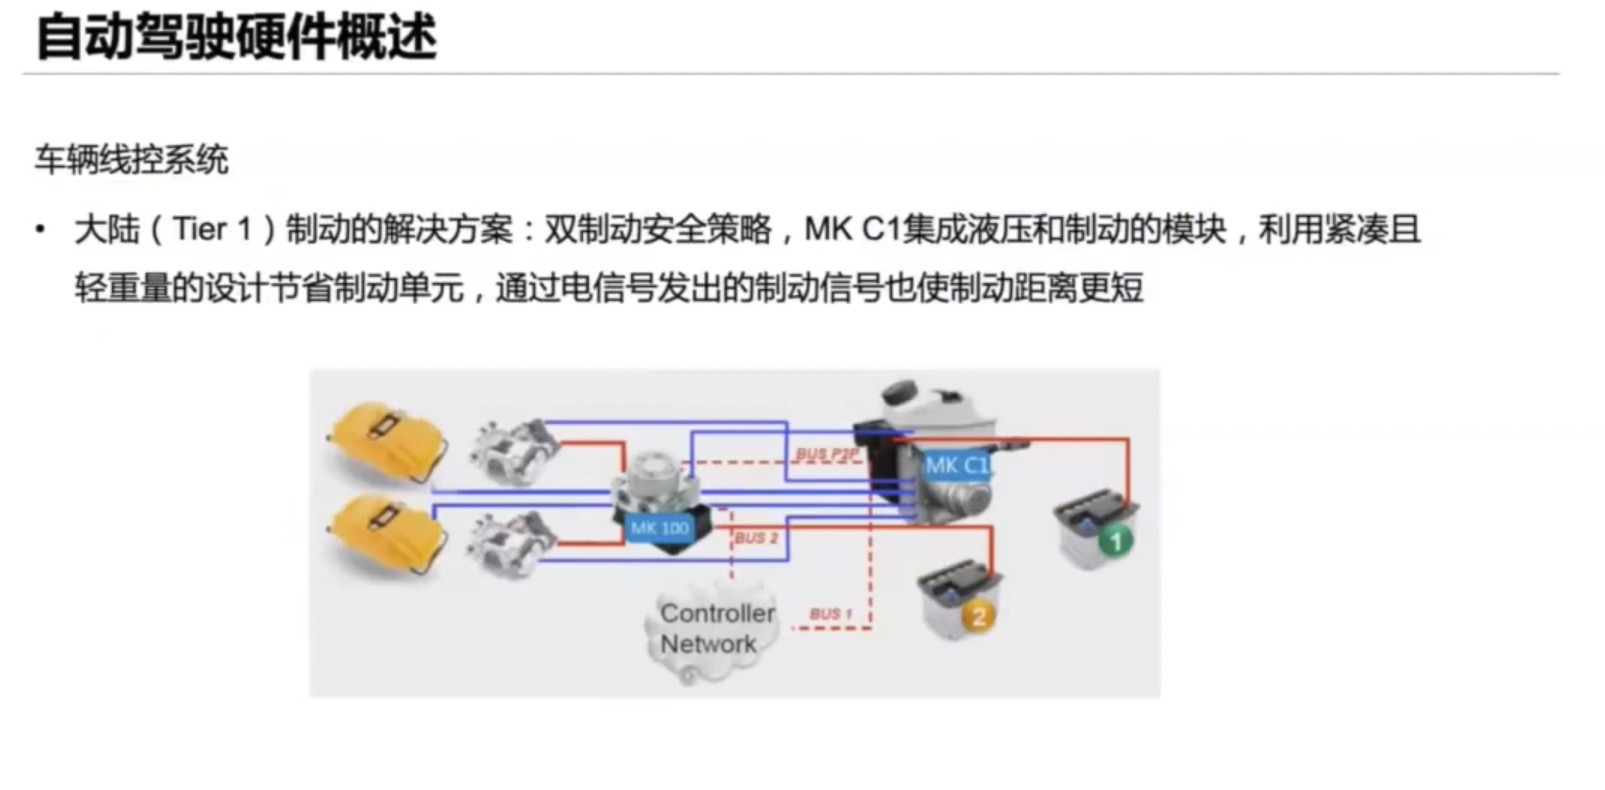 自动驾驶硬件概述
车辆线控系统
• 大陆（Tier 1）制动的解决方案：双制动安全策略，MK C1集成液压和制动的模块，利用紧凑且
轻重量的设计节省制动单元，通过电信号发出的制动信号也使制动距离更短
BUS P2P
MK C1
MK 100
BUS 2
1
2
Controller
Network
BUS 1